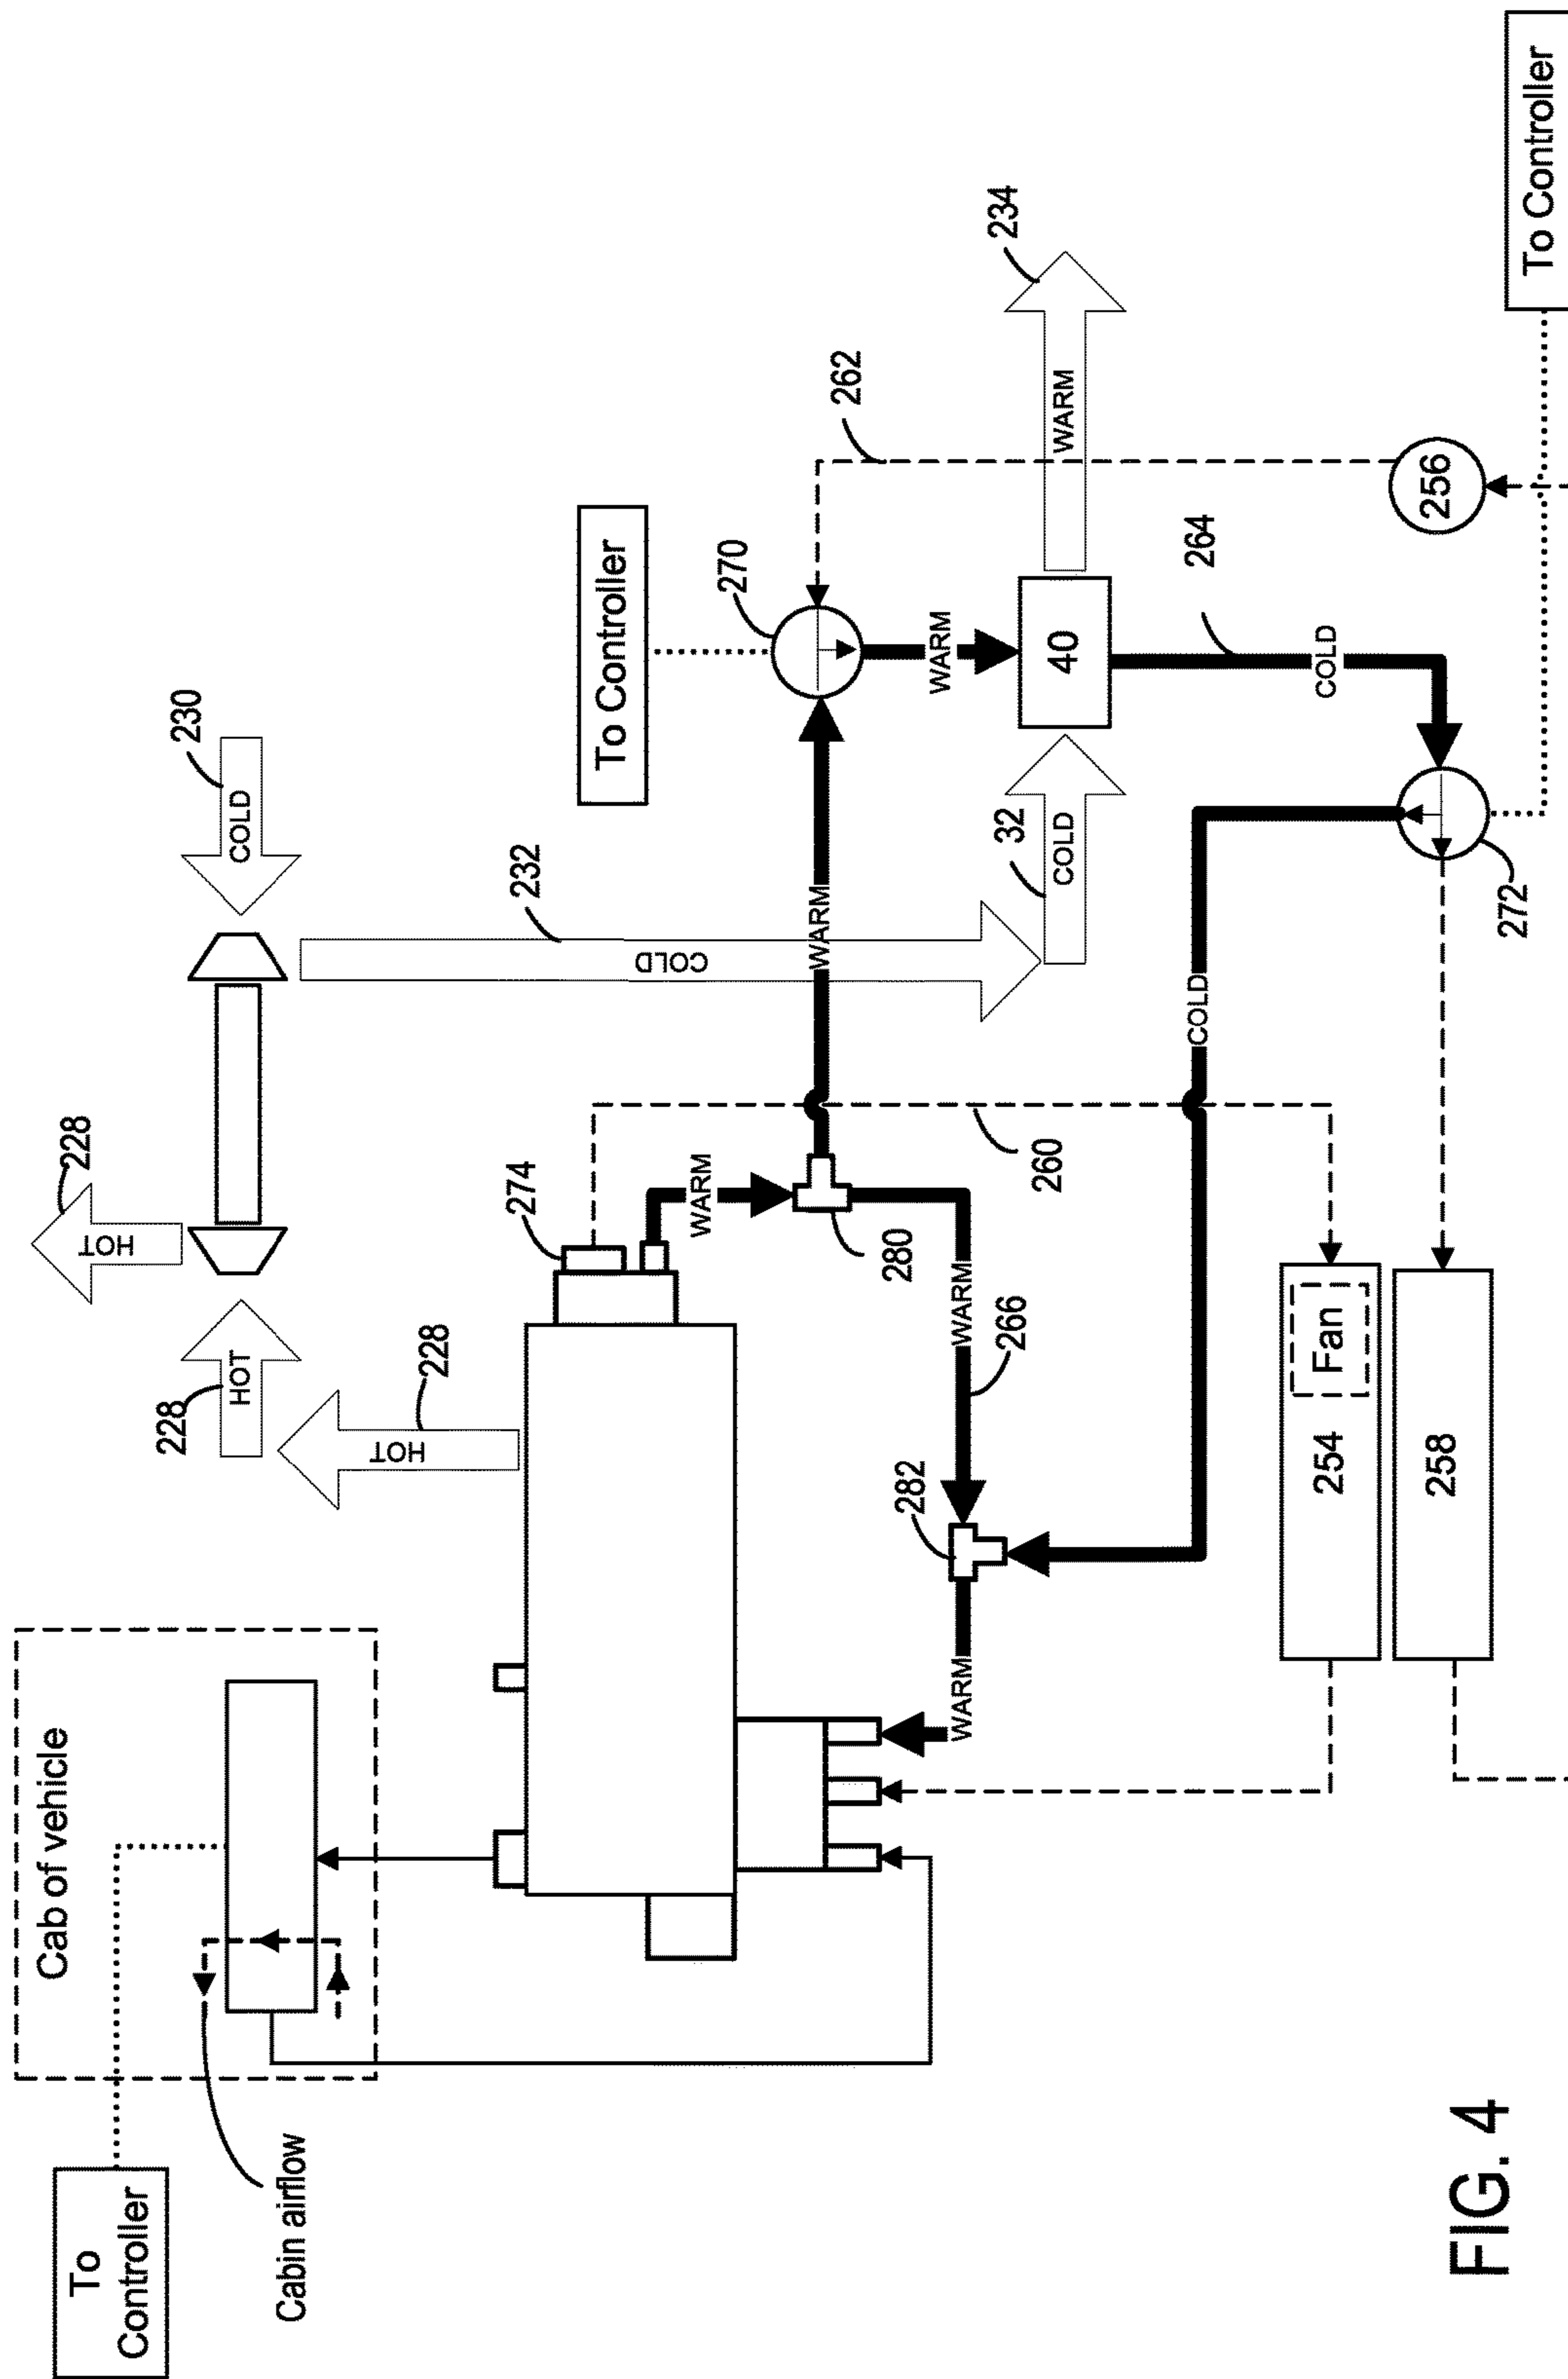 To
Controller
Cabin airflow
Cab of vehicle
228
HOT
228
HOT
228
HOT
230
COLD
232
COLD
274
WARM
280
WARM
266
WARM
282
WARM
260
To Controller
270
WARM
262
WARM
234
40
32
COLD
264
COLD
COLD
272
256
To Controller
Fan
254
258
FIG. 4